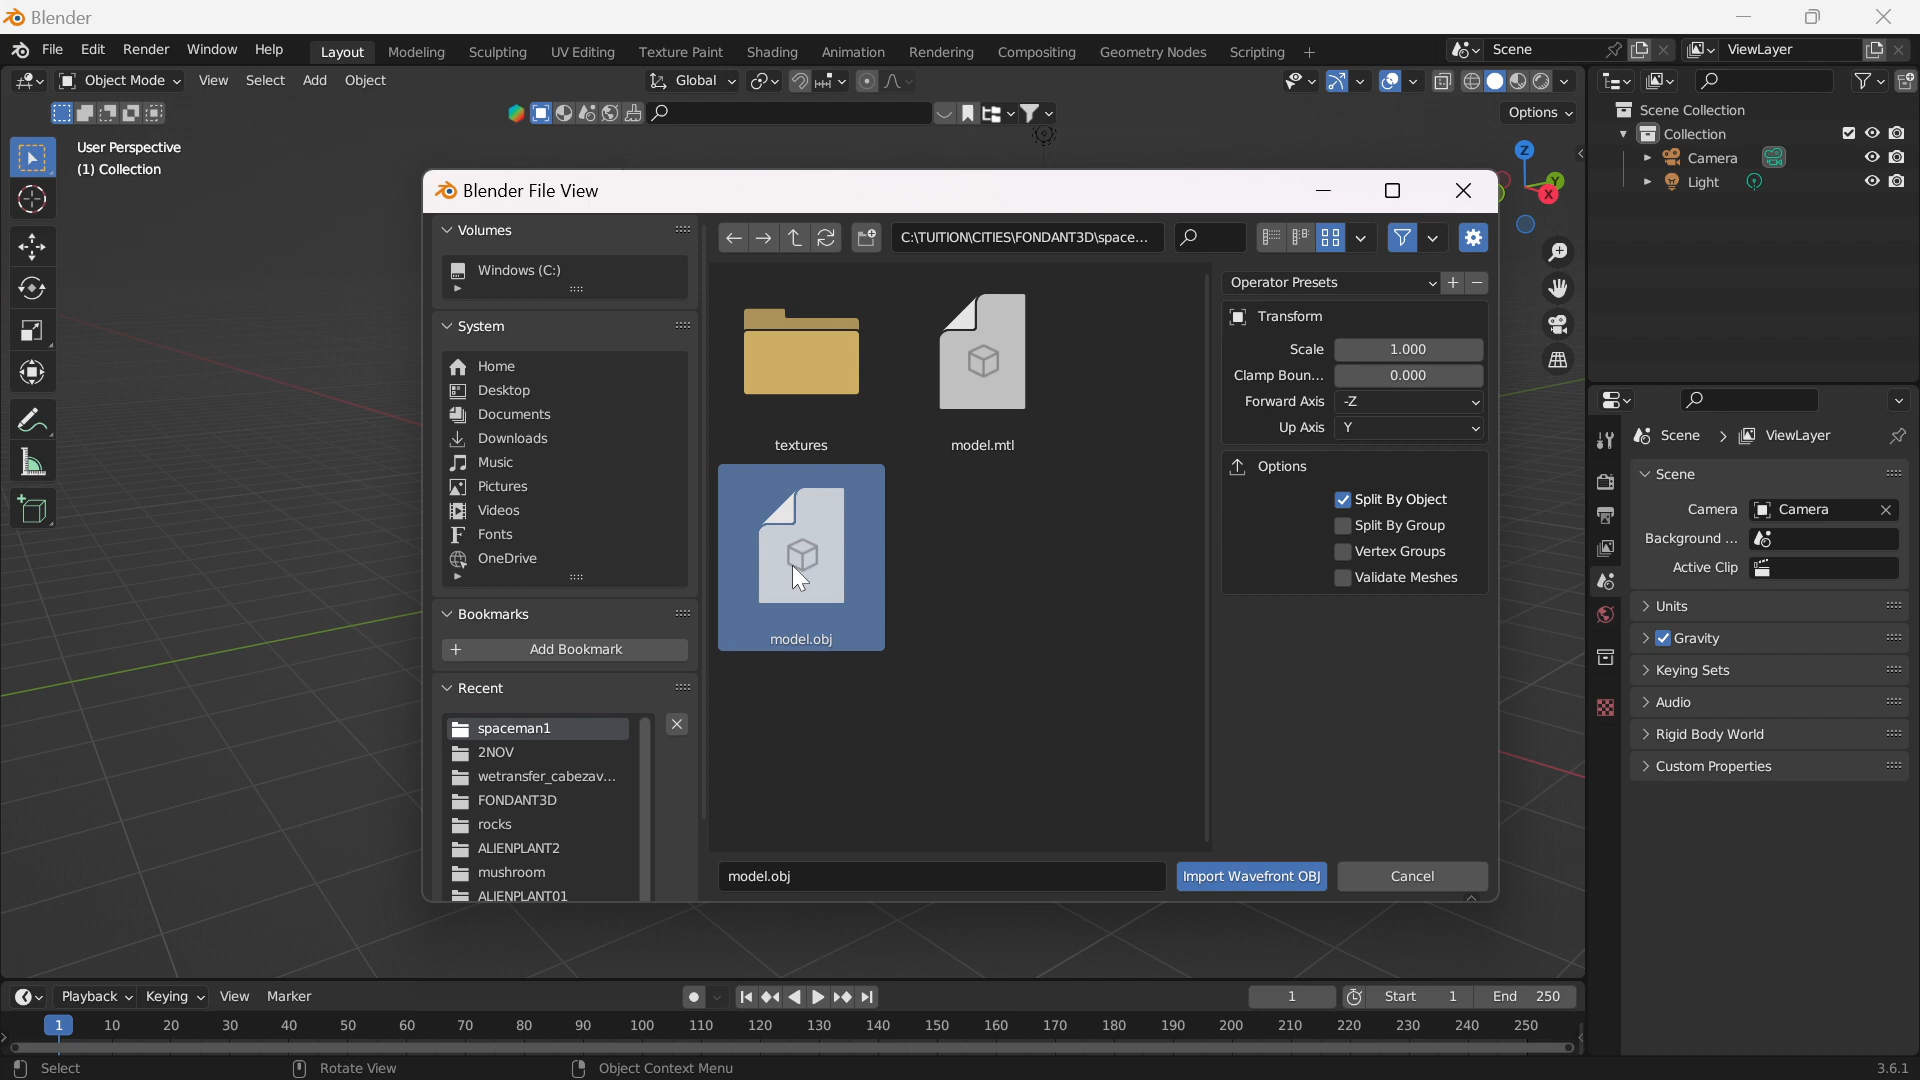 Blender
File Edit Render Window Help Layout Modeling Sculpting UV Editing Texture Paint Shading Animation Rendering Compositing Geometry Nodes Scripting + Scene ViewLayer
Object Mode View Select Add Object Global
Options
User Perspective
(1) Collection
Z
Y
X
Scene Collection
Collection
Camera
Light
Blender File View
Volumes
Windows (C:)
System
Home
Desktop
Documents
Downloads
Music
Pictures
Videos
Fonts
OneDrive
Bookmarks
+ Add Bookmark
Recent
spaceman1
2NOV
wetransfer_cabezav...
FONDANT3D
rocks
ALIENPLANT2
mushroom
ALIENPLANT01
C:\TUITION\CITIES\FONDANT3D\space...
textures
model.mtl
model.obj
Operator Presets
Transform
Scale 1.000
Clamp Boun... 0.000
Forward Axis -Z
Up Axis Y
Options
Split By Object
Split By Group
Vertex Groups
Validate Meshes
model.obj
Import Wavefront OBJ
Cancel
Scene ViewLayer
Scene
Camera Camera
Background ...
Active Clip
Units
Gravity
Keying Sets
Audio
Rigid Body World
Custom Properties
Playback Keying View Marker 1 Start 1 End 250
1 10 20 30 40 50 60 70 80 90 100 110 120 130 140 150 160 170 180 190 200 210 220 230 240 250
Select Rotate View Object Context Menu 3.6.1